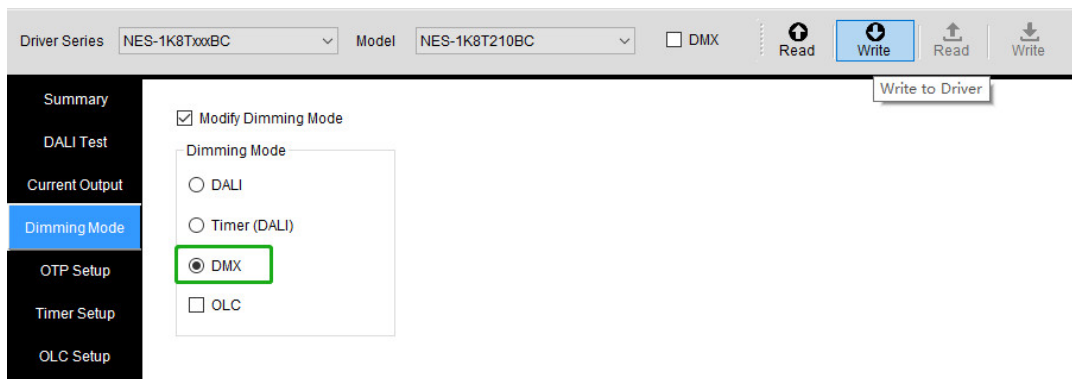 Driver Series NES-1K8TxxxBC Model NES-1K8T210BC DMX Read Write Read Write
Write to Driver
Summary
DALI Test
Current Output
Dimming Mode
OTP Setup
Timer Setup
OLC Setup
Modify Dimming Mode
Dimming Mode
DALI
Timer (DALI)
DMX
OLC